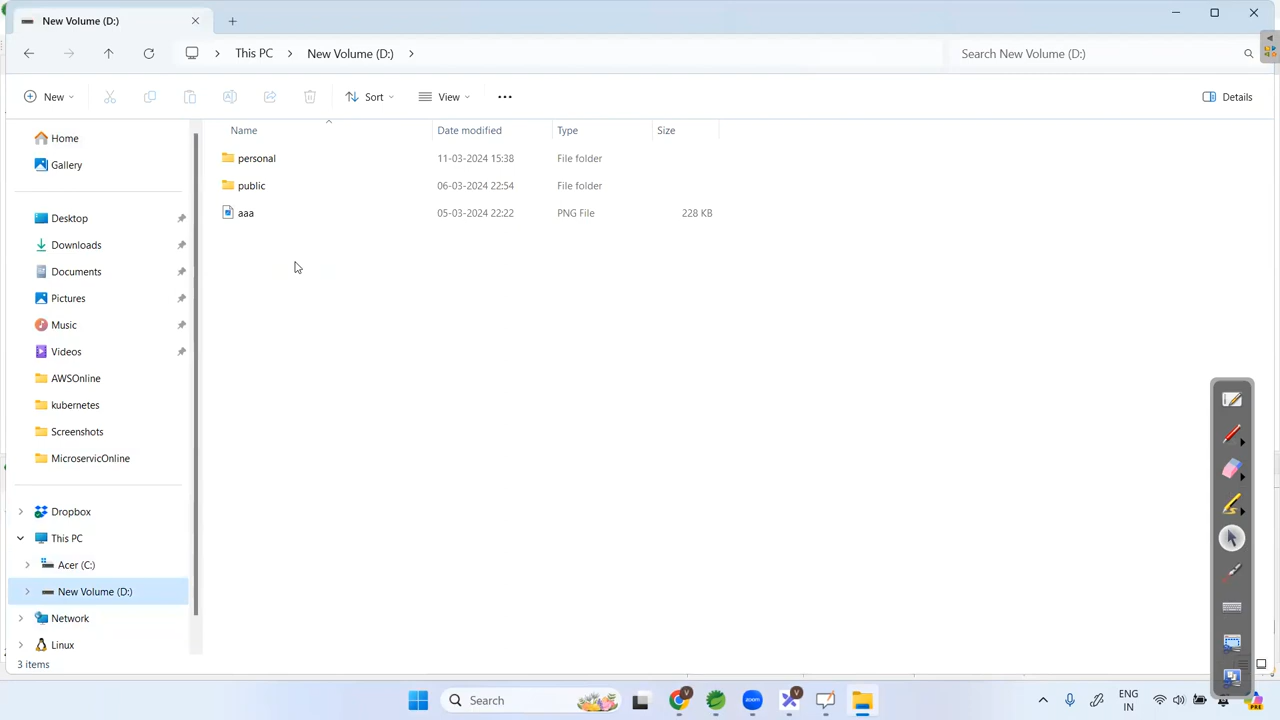 New Volume (D:)
This PC
New Volume (D:)
Search New Volume (D:)
New
Sort
View
Details
Home
Gallery
Desktop
Downloads
Documents
Pictures
Music
Videos
AWSOnline
kubernetes
Screenshots
MicroservicOnline
Dropbox
This PC
Acer (C:)
New Volume (D:)
Network
Linux
Name Date modified Type Size
personal 11-03-2024 15:38 File folder
public 06-03-2024 22:54 File folder
aaa 05-03-2024 22:22 PNG File 228 KB
3 items
Search
V
zoom
V
ENG
IN
PRE